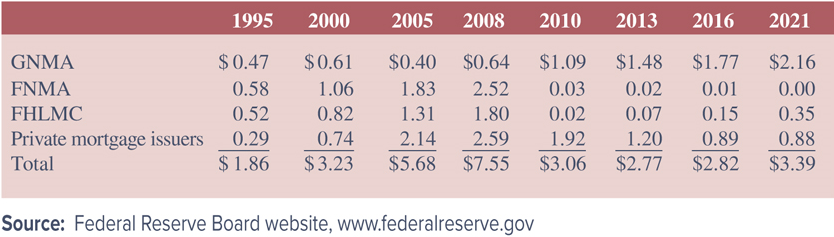 1995 2000 2005 2008 2010 2013 2016 2021
GNMA $ 0.47 $ 0.61 $0.40 $0.64 $1.09 $1.48 $1.77 $2.16
FNMA 0.58 1.06 1.83 2.52 0.03 0.02 0.01 0.00
FHLMC 0.52 0.82 1.31 1.80 0.02 0.07 0.15 0.35
Private mortgage issuers 0.29 0.74 2.14 2.59 1.92 1.20 0.89 0.88
Total $ 1.86 $ 3.23 $5.68 $7.55 $3.06 $2.77 $2.82 $3.39
Source: Federal Reserve Board website, www.federalreserve.gov